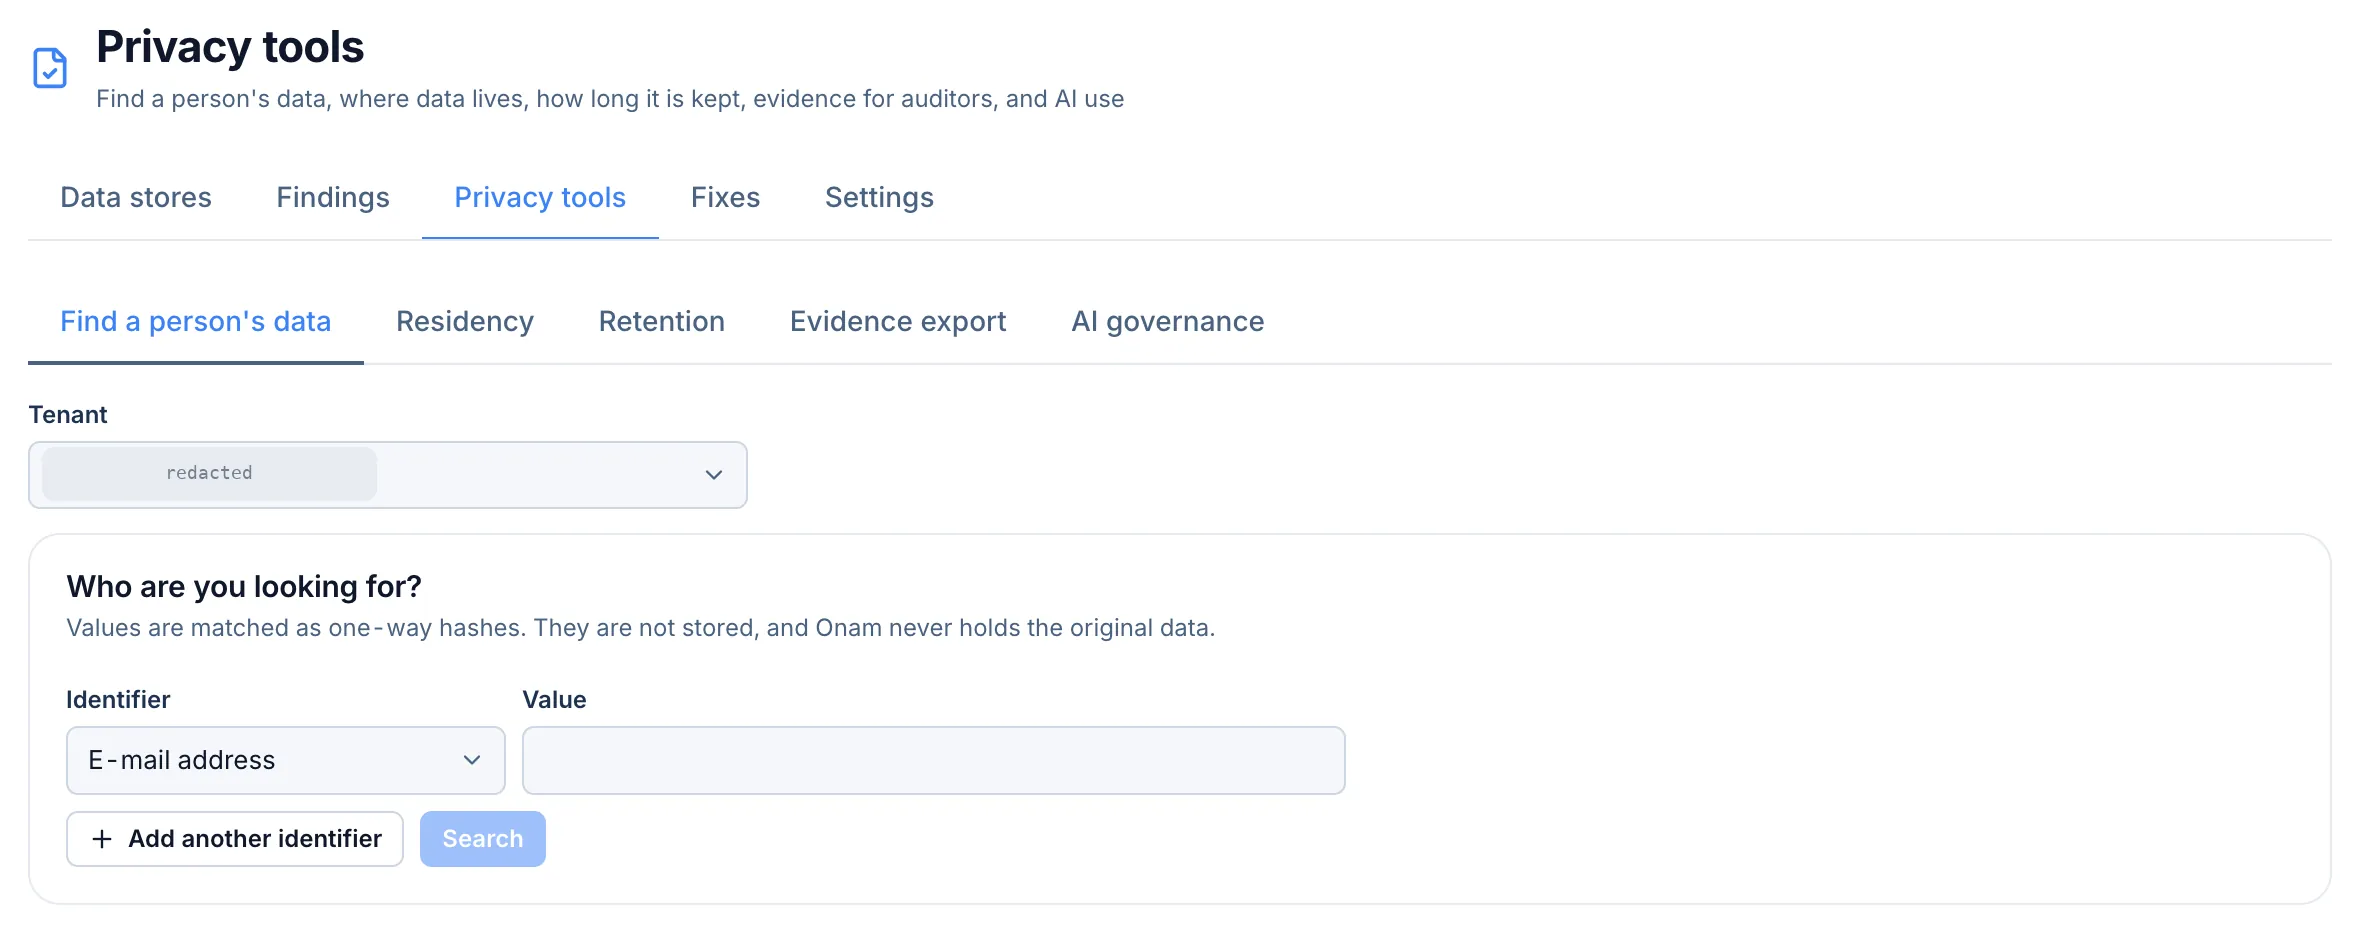 Privacy tools
Find a person's data, where data lives, how long it is kept, evidence for auditors, and AI use
Data stores Findings Privacy tools Fixes Settings
Find a person's data Residency Retention Evidence export AI governance
Tenant
redacted
Who are you looking for?
Values are matched as one-way hashes. They are not stored, and Onam never holds the original data.
Identifier Value
E-mail address
+ Add another identifier Search